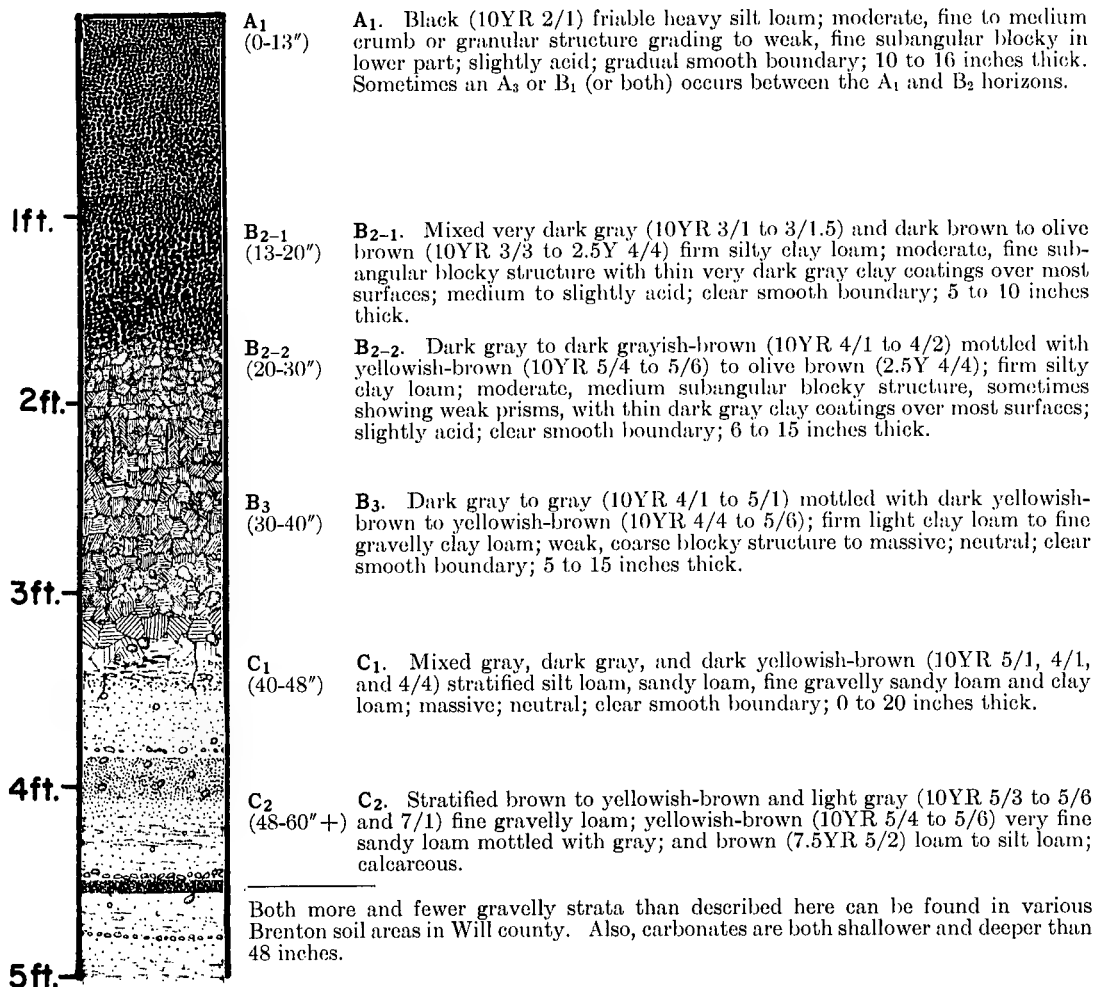 A₁
(0-13″)
A₁. Black (10YR 2/1) friable heavy silt loam; moderate, fine to medium
crumb or granular structure grading to weak, fine subangular blocky in
lower part; slightly acid; gradual smooth boundary; 10 to 16 inches thick.
Sometimes an A₃ or B₁ (or both) occurs between the A₁ and B₂ horizons.
1ft.
B₂₋₁
(13-20″)
B₂₋₁. Mixed very dark gray (10YR 3/1 to 3/1.5) and dark brown to olive
brown (10YR 3/3 to 2.5Y 4/4) firm silty clay loam; moderate, fine sub-
angular blocky structure with thin very dark gray clay coatings over most
surfaces; medium to slightly acid; clear smooth boundary; 5 to 10 inches
thick.
B₂₋₂
(20-30″)
B₂₋₂. Dark gray to dark grayish-brown (10YR 4/1 to 4/2) mottled with
yellowish-brown (10YR 5/4 to 5/6) to olive brown (2.5Y 4/4); firm silty
clay loam; moderate, medium subangular blocky structure, sometimes
showing weak prisms, with thin dark gray clay coatings over most surfaces;
slightly acid; clear smooth boundary; 6 to 15 inches thick.
2ft.
B₃
(30-40″)
B₃. Dark gray to gray (10YR 4/1 to 5/1) mottled with dark yellowish-
brown to yellowish-brown (10YR 4/4 to 5/6); firm light clay loam to fine
gravelly clay loam; weak, coarse blocky structure to massive; neutral; clear
smooth boundary; 5 to 15 inches thick.
3ft.
C₁
(40-48″)
C₁. Mixed gray, dark gray, and dark yellowish-brown (10YR 5/1, 4/1,
and 4/4) stratified silt loam, sandy loam, fine gravelly sandy loam and clay
loam; massive; neutral; clear smooth boundary; 0 to 20 inches thick.
4ft.
C₂
(48-60″+)
C₂. Stratified brown to yellowish-brown and light gray (10YR 5/3 to 5/6
and 7/1) fine gravelly loam; yellowish-brown (10YR 5/4 to 5/6) very fine
sandy loam mottled with gray; and brown (7.5YR 5/2) loam to silt loam;
calcareous.
Both more and fewer gravelly strata than described here can be found in various
Brenton soil areas in Will county. Also, carbonates are both shallower and deeper than
48 inches.
5ft.